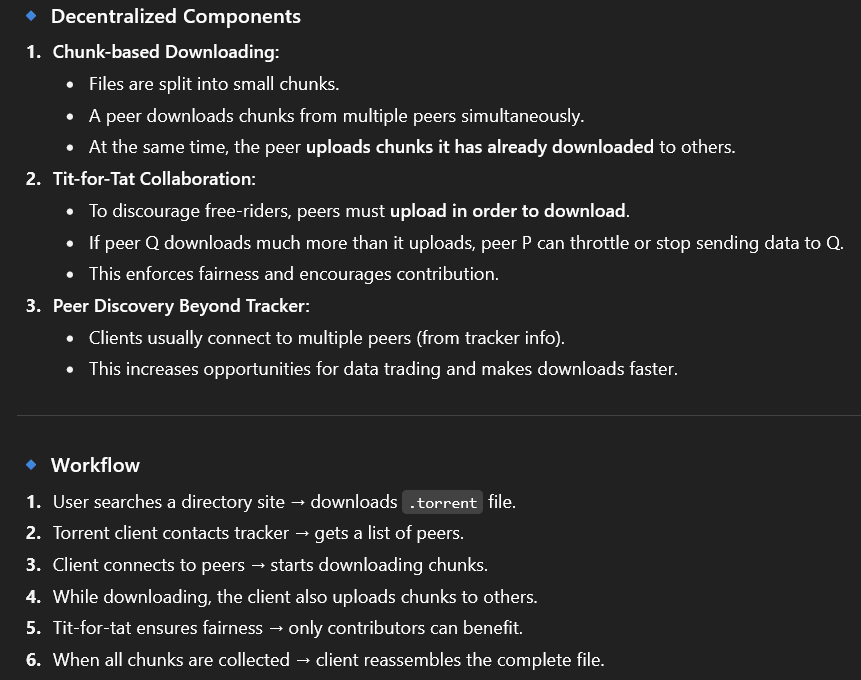 Decentralized Components
1. Chunk-based Downloading:
• Files are split into small chunks.
• A peer downloads chunks from multiple peers simultaneously.
• At the same time, the peer uploads chunks it has already downloaded to others.
2. Tit-for-Tat Collaboration:
• To discourage free-riders, peers must upload in order to download.
• If peer Q downloads much more than it uploads, peer P can throttle or stop sending data to Q.
• This enforces fairness and encourages contribution.
3. Peer Discovery Beyond Tracker:
• Clients usually connect to multiple peers (from tracker info).
• This increases opportunities for data trading and makes downloads faster.
Workflow
1. User searches a directory site → downloads .torrent file.
2. Torrent client contacts tracker → gets a list of peers.
3. Client connects to peers → starts downloading chunks.
4. While downloading, the client also uploads chunks to others.
5. Tit-for-tat ensures fairness → only contributors can benefit.
6. When all chunks are collected → client reassembles the complete file.